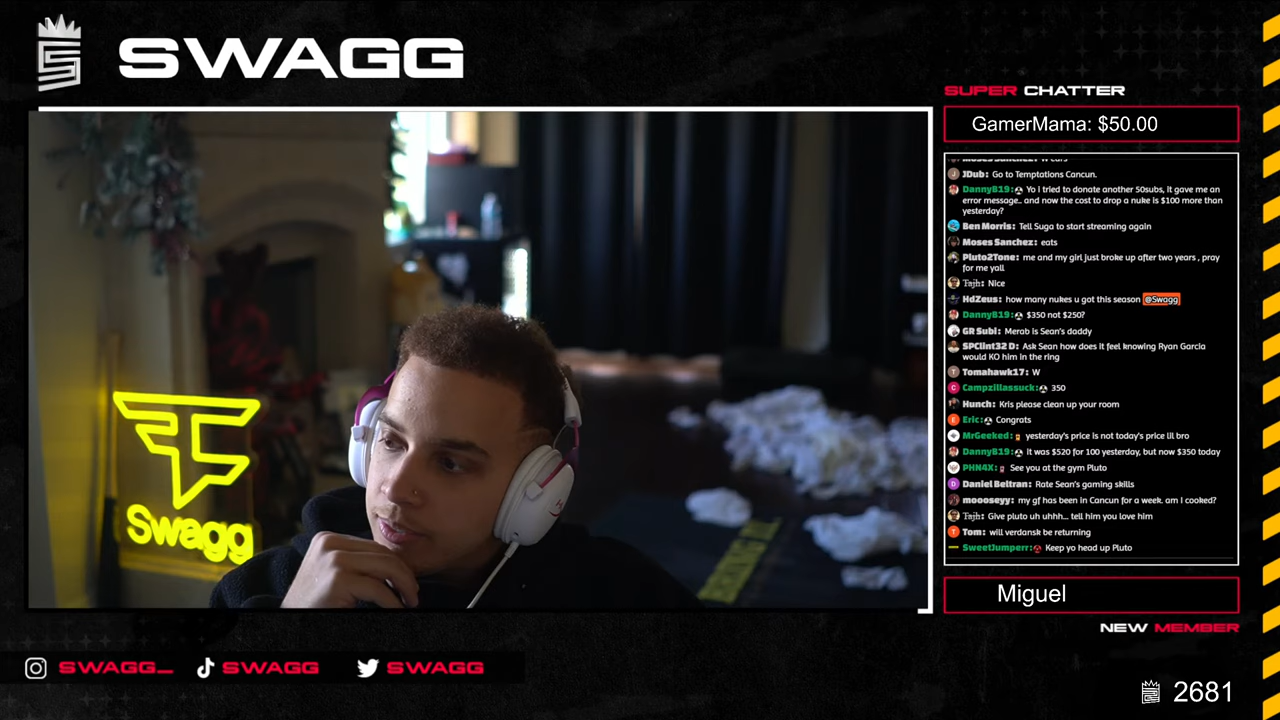 SWAGG
SUPER CHATTER
GamerMama: $50.00
JDub: Go to Temptations Cancun.
DannyB19: Yo i tried to donate another 50subs, it gave me an
error message.. and now the cost to drop a nuke is $100 more than
yesterday?
Ben Morris: Tell Suga to start streaming again
Moses Sanchez: eats
Pluto2Tone: me and my girl just broke up after two years , pray
for me yall
Tajh: Nice
HdZeus: how many nukes u got this season @Swagg
DannyB19: $350 not $250?
GR Subi: Merab is Sean's daddy
SPClint32 D: Ask Sean how does it feel knowing Ryan Garcia
would KO him in the ring
Tomahawk17: W
Campzillassuck: 350
Hunch: Kris please clean up your room
Eric: Congrats
MrGeeked: yesterday's price is not today's price lil bro
DannyB19: It was $520 for 100 yesterday, but now $350 today
PHN4X: See you at the gym Pluto
Daniel Beltran: Rate Sean's gaming skills
moooseyy: my gf has been in Cancun for a week. am I cooked?
Tajh: Give pluto uh uhhh... tell him you love him
Tom: will verdansk be returning
SweetJumperr: Keep yo head up Pluto
Swagg
Miguel
NEW MEMBER
SWAGG_ SWAGG SWAGG
2681